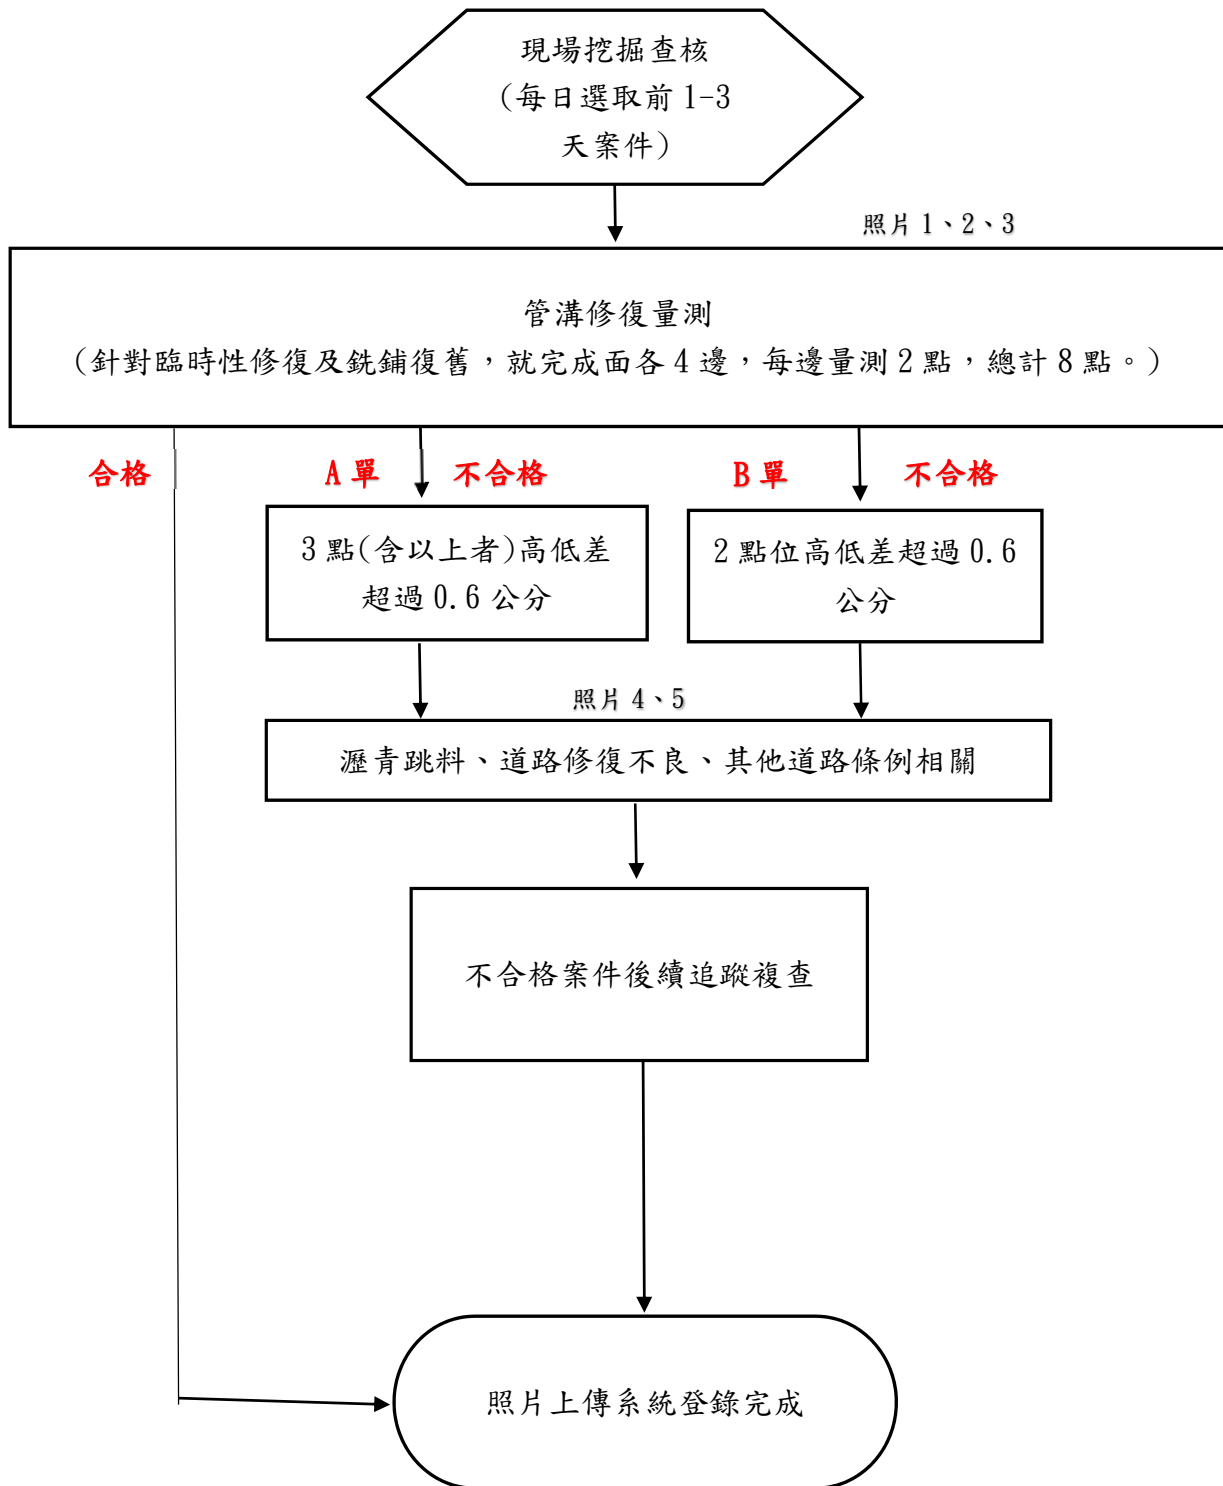 現場挖掘查核
(每日選取前 1-3
天案件)
照片 1、2、3
管溝修復量測
(針對臨時性修復及銑鋪復舊，就完成面各 4 邊，每邊量測 2 點，總計 8 點。)
合格
A 單 不合格
B 單 不合格
3 點(含以上者)高低差
超過 0.6 公分
2 點位高低差超過 0.6
公分
照片 4、5
瀝青跳料、道路修復不良、其他道路條例相關
不合格案件後續追蹤複查
照片上傳系統登錄完成